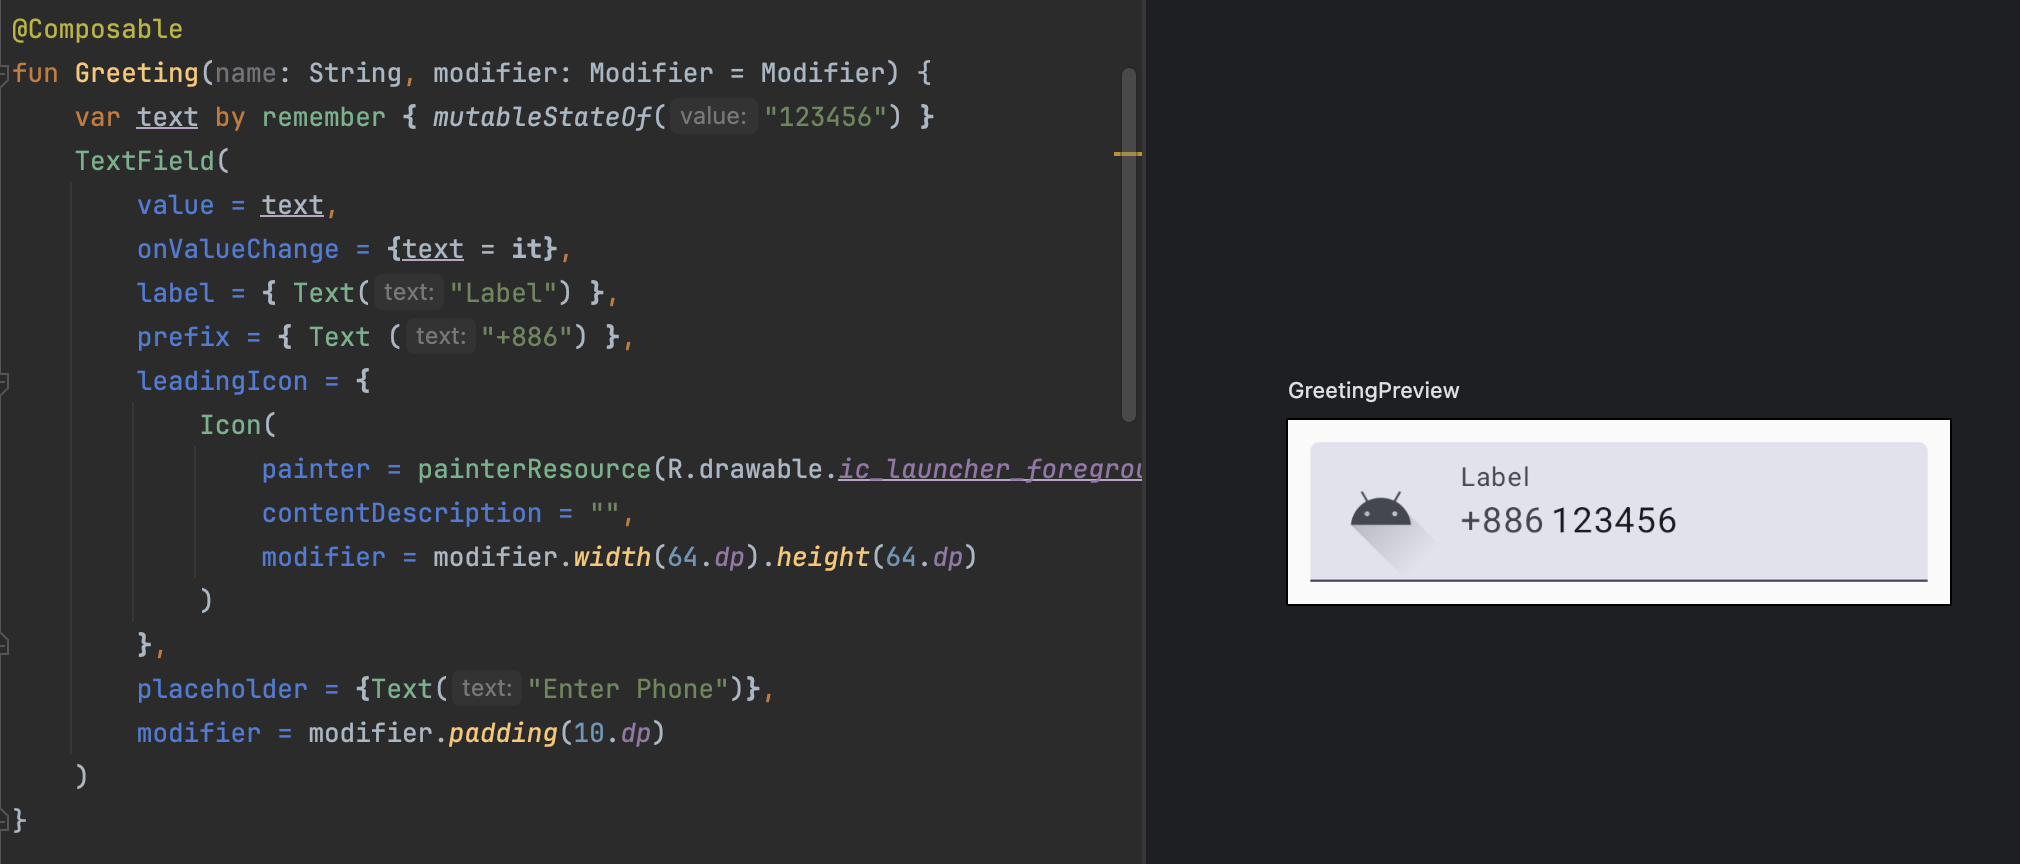 @Composable
fun Greeting(name: String, modifier: Modifier = Modifier) {
var text by remember { mutableStateOf( value: "123456") }
TextField(
value = text,
onValueChange = {text = it},
label = { Text( text: "Label") },
prefix = { Text ( text: "+886") },
leadingIcon = {
Icon(
painter = painterResource(R.drawable.ic_launcher_foregrou
contentDescription = "",
modifier = modifier.width(64.dp).height(64.dp)
)
},
placeholder = {Text( text: "Enter Phone")},
modifier = modifier.padding(10.dp)
)
}
GreetingPreview
Label
+886 123456